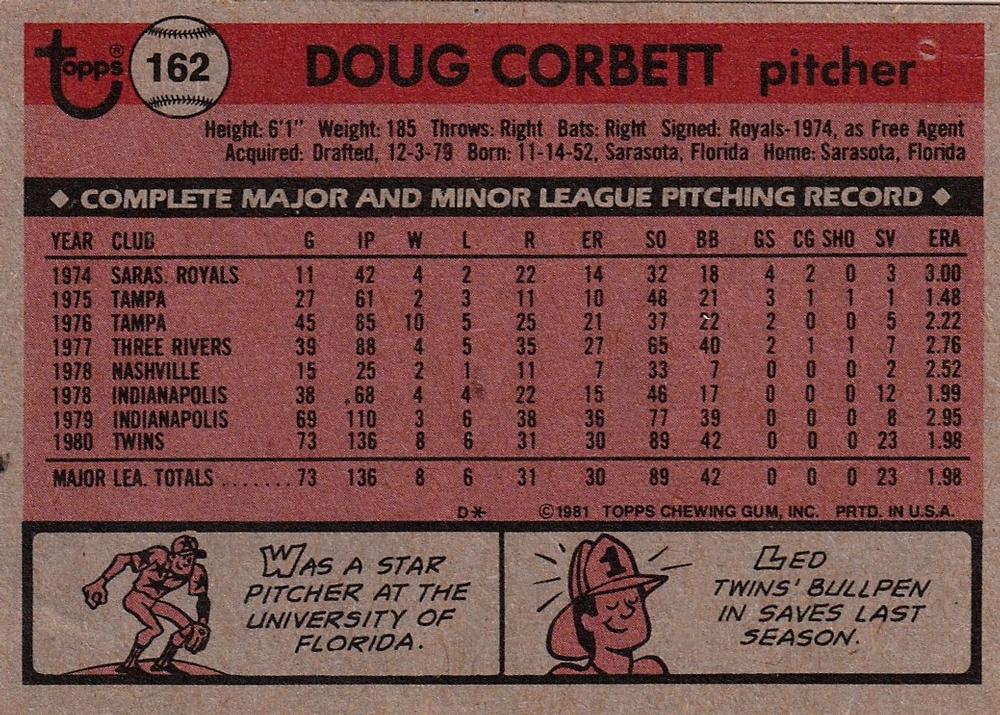 Topps® 162 DOUG CORBETT pitcher
Height: 6'1" Weight: 185 Throws: Right Bats: Right Signed: Royals-1974, as Free Agent
Acquired: Drafted, 12-3-79 Born: 11-14-52, Sarasota, Florida Home: Sarasota, Florida
◆ COMPLETE MAJOR AND MINOR LEAGUE PITCHING RECORD ◆
YEAR CLUB G IP W L R ER SO BB GS CG SHO SV ERA
1974 SARAS. ROYALS 11 42 4 2 22 14 32 18 4 2 0 3 3.00
1975 TAMPA 27 61 2 3 11 10 48 21 3 1 1 1 1.48
1976 TAMPA 45 85 10 5 25 21 37 22 2 0 0 5 2.22
1977 THREE RIVERS 39 88 4 5 35 27 65 40 2 1 1 7 2.76
1978 NASHVILLE 15 25 2 1 11 7 33 7 0 0 0 2 2.52
1978 INDIANAPOLIS 38 68 4 4 22 15 46 17 0 0 0 12 1.99
1979 INDIANAPOLIS 69 110 3 6 38 36 77 39 0 0 0 8 2.95
1980 TWINS 73 136 8 6 31 30 89 42 0 0 0 23 1.98
MAJOR LEA. TOTALS ....... 73 136 8 6 31 30 89 42 0 0 0 23 1.98
D* ©1981 TOPPS CHEWING GUM, INC. PRTD. IN U.S.A.
WAS A STAR
PITCHER AT THE
UNIVERSITY OF
FLORIDA.
1
LED
TWINS' BULLPEN
IN SAVES LAST
SEASON.